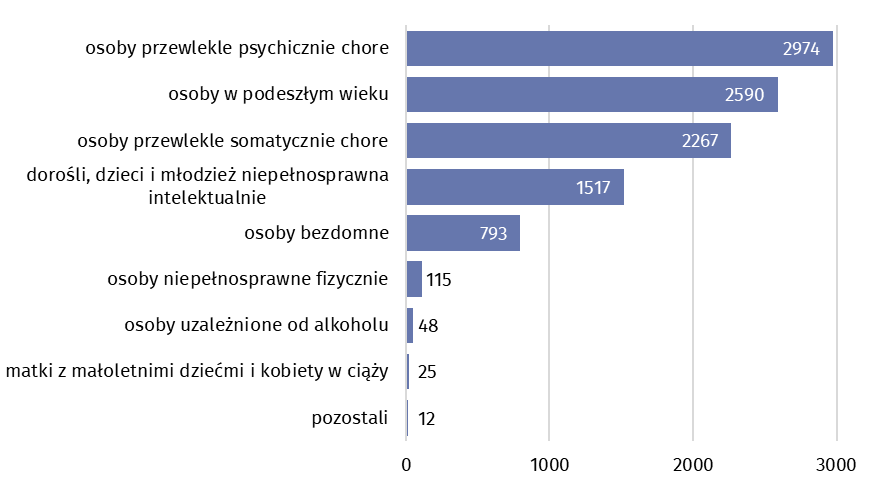 osoby przewlekle psychicznie chore 2974
osoby w podeszłym wieku 2590
osoby przewlekle somatycznie chore 2267
dorośli, dzieci i młodzież niepełnosprawna
intelektualnie 1517
osoby bezdomne 793
osoby niepełnosprawne fizycznie 115
osoby uzależnione od alkoholu 48
matki z małoletnimi dziećmi i kobiety w ciąży 25
pozostali 12
0 1000 2000 3000